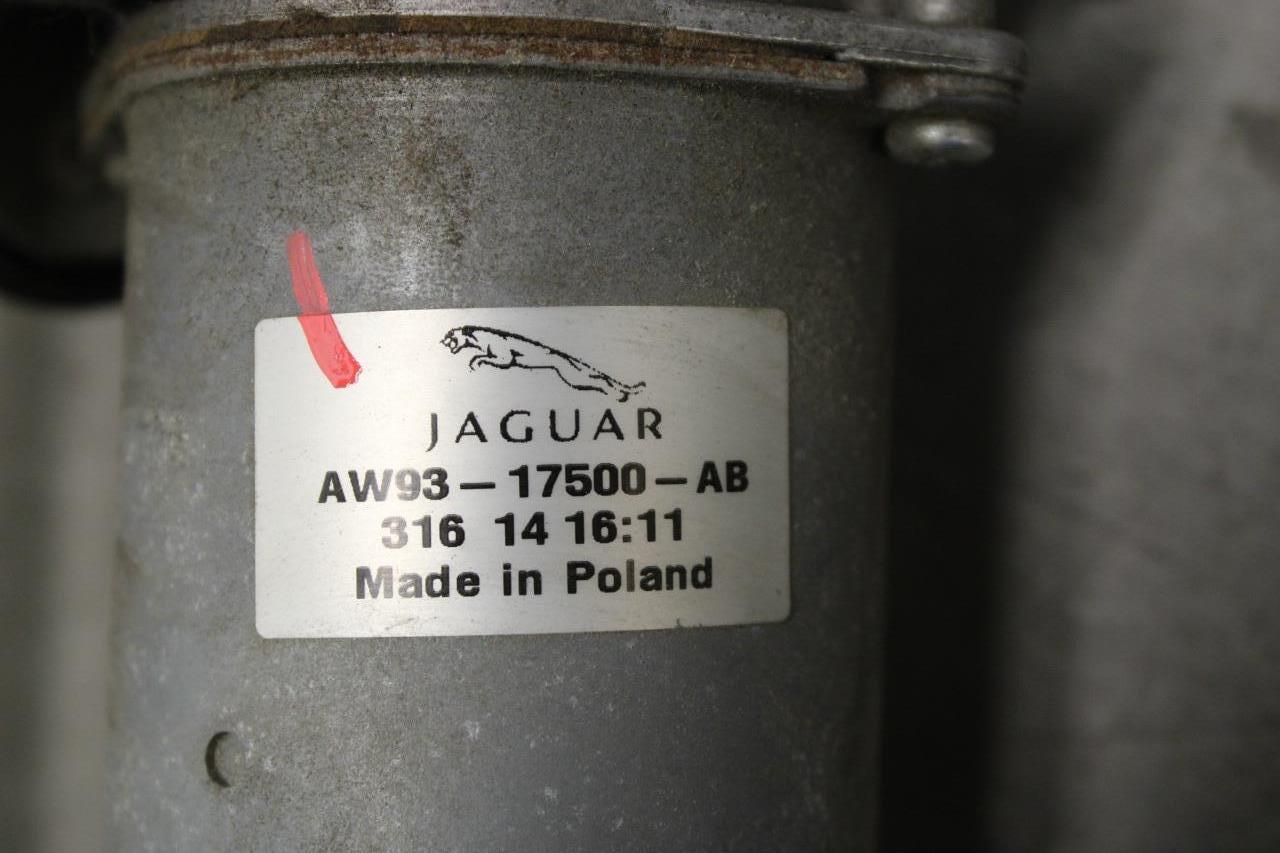 JAGUAR
AW93-17500-AB
316 14 16:11
Made in Poland